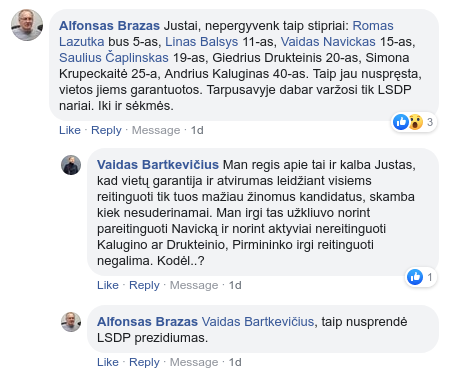 Alfonsas Brazas Justai, nepergyvenk taip stipriai: Romas
Lazutka bus 5-as, Linas Balsys 11-as, Vaidas Navickas 15-as,
Saulius Čaplinskas 19-as, Giedrius Drukteinis 20-as, Simona
Krupeckaitė 25-a, Andrius Kaluginas 40-as. Taip jau nuspręsta,
vietos jiems garantuotos. Tarpusavyje dabar varžosi tik LSDP
nariai. Iki ir sėkmės.
3
Like · Reply · Message · 1d
Vaidas Bartkevičius Man regis apie tai ir kalba Justas,
kad vietų garantija ir atvirumas leidžiant visiems
reitinguoti tik tuos mažiau žinomus kandidatus, skamba
kiek nesuderinamai. Man irgi tas užkliuvo norint
pareitinguoti Navicką ir norint aktyviai nereitinguoti
Kalugino ar Drukteinio, Pirmininko irgi reitinguoti
negalima. Kodėl..?
1
Like · Reply · Message · 1d
Alfonsas Brazas Vaidas Bartkevičius, taip nusprendė
LSDP prezidiumas.
Like · Reply · Message · 1d